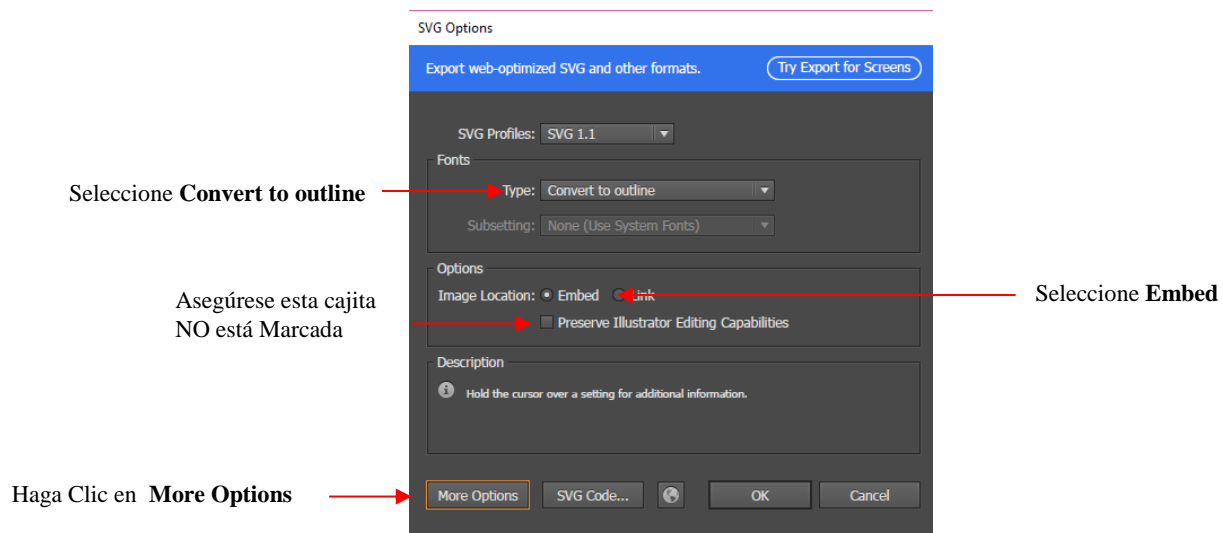 SVG Options
Export web-optimized SVG and other formats. Try Export for Screens
SVG Profiles: SVG 1.1
Fonts
Seleccione Convert to outline
Type: Convert to outline
Subsetting: None (Use System Fonts)
Options
Asegúrese esta cajita
NO está Marcada
Image Location: Embed Link
Seleccione Embed
Preserve Illustrator Editing Capabilities
Description
Hold the cursor over a setting for additional information.
Haga Clic en More Options
More Options SVG Code... OK Cancel